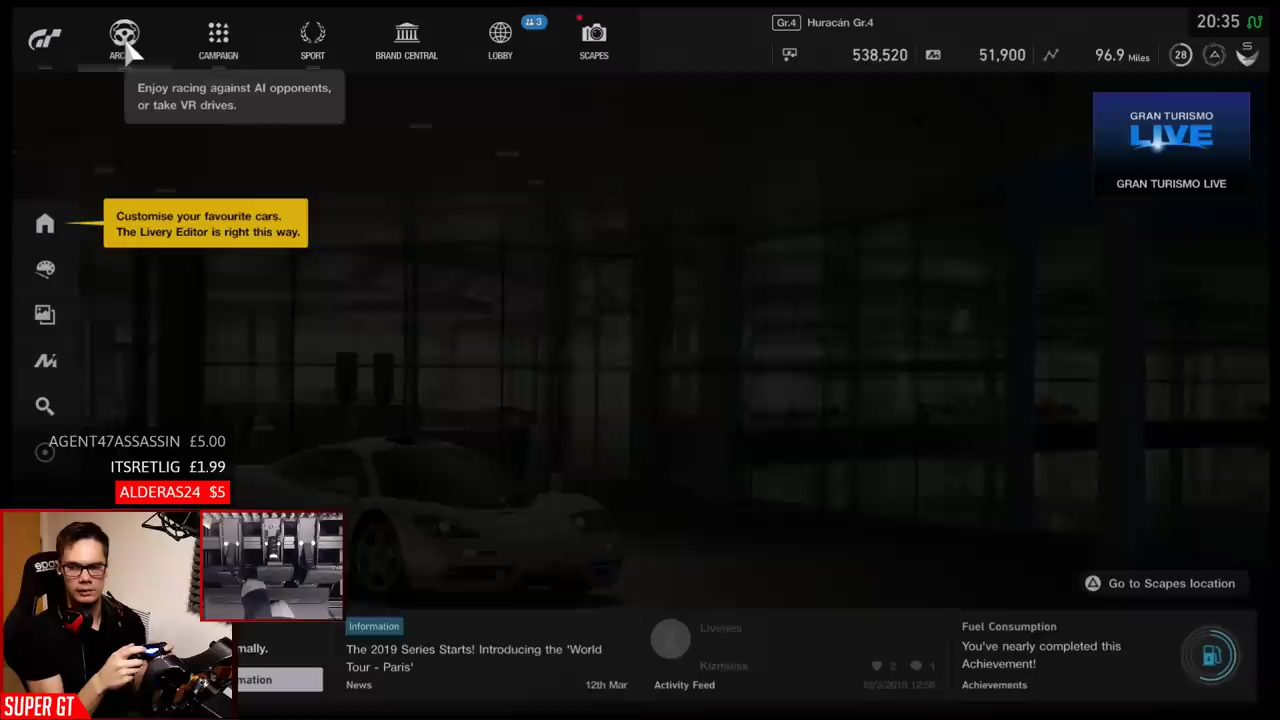 Gr.4 Huracán Gr.4
20:35
CAMPAIGN
SPORT
BRAND CENTRAL
LOBBY
3
SCAPES
538,520
51,900
96.9 Miles
28
S
Enjoy racing against AI opponents,
or take VR drives.
GRAN TURISMO
LIVE
GRAN TURISMO LIVE
Customise your favourite cars.
The Livery Editor is right this way.
AGENT47ASSASSIN £5.00
ITSRETLIG £1.99
ALDERAS24 $5
Go to Scapes location
Information
The 2019 Series Starts! Introducing the 'World
Tour - Paris'
News 12th Mar
Liveries
2 1
Activity Feed
Fuel Consumption
You've nearly completed this
Achievement!
Achievements
SUPER GT